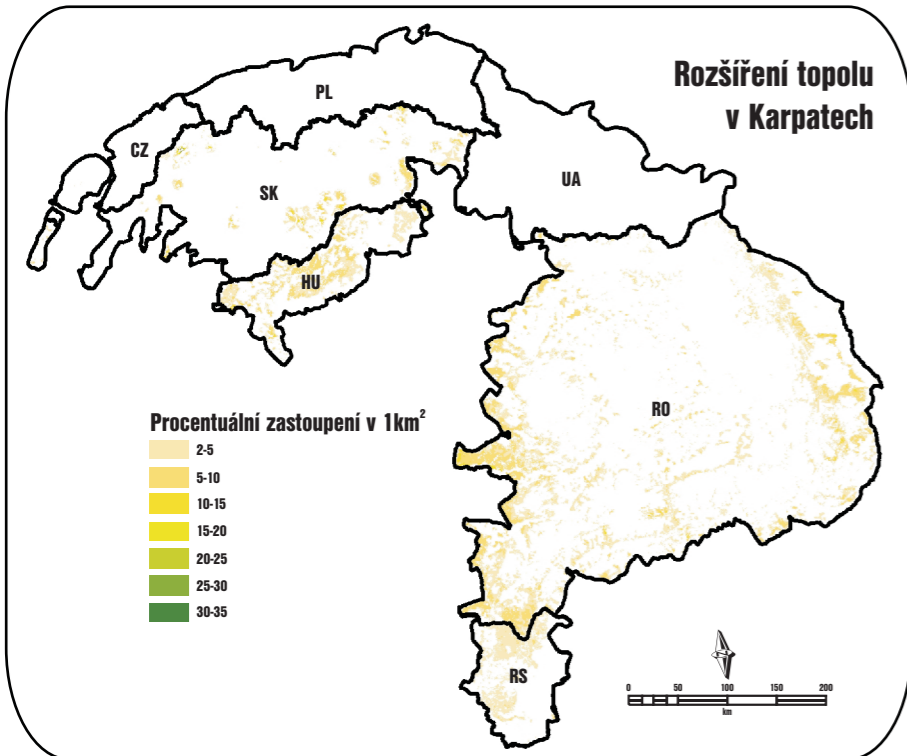 Rozšíření topolu
v Karpatech
PL
CZ
SK
UA
HU
RO
RS
Procentuální zastoupení v 1km²
2-5
5-10
10-15
15-20
20-25
25-30
30-35
0 50 100 150 200
km